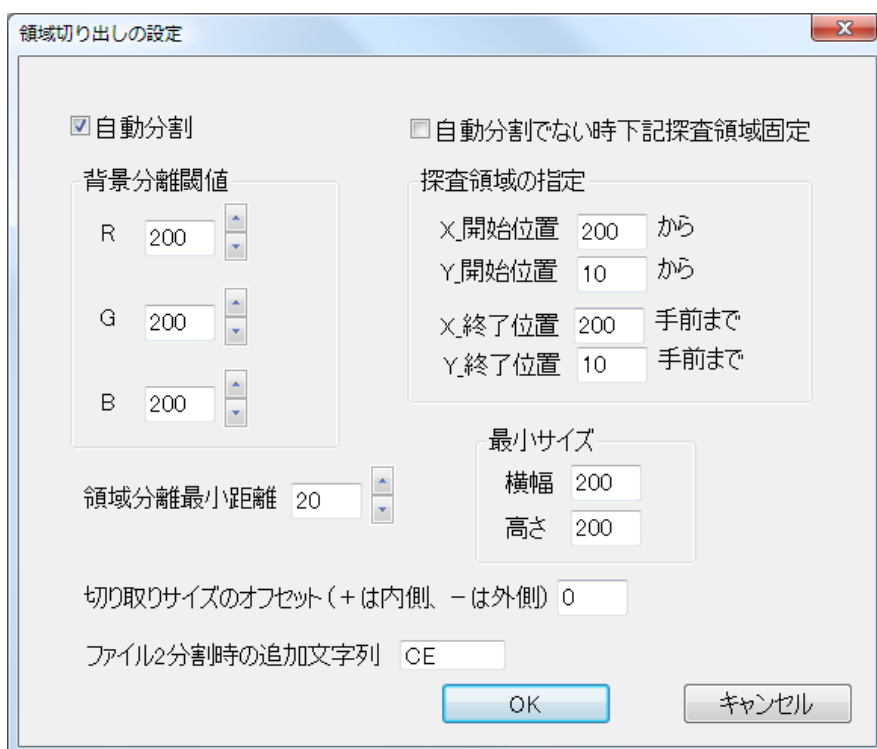 領域切り出しの設定
自動分割
自動分割でない時下記探査領域固定
背景分離閾値
R 200
G 200
B 200
探査領域の指定
X_開始位置 200 から
Y_開始位置 10 から
X_終了位置 200 手前まで
Y_終了位置 10 手前まで
最小サイズ
横幅 200
高さ 200
領域分離最小距離 20
切り取りサイズのオフセット(+は内側、-は外側) 0
ファイル2分割時の追加文字列 CE
OK
キャンセル